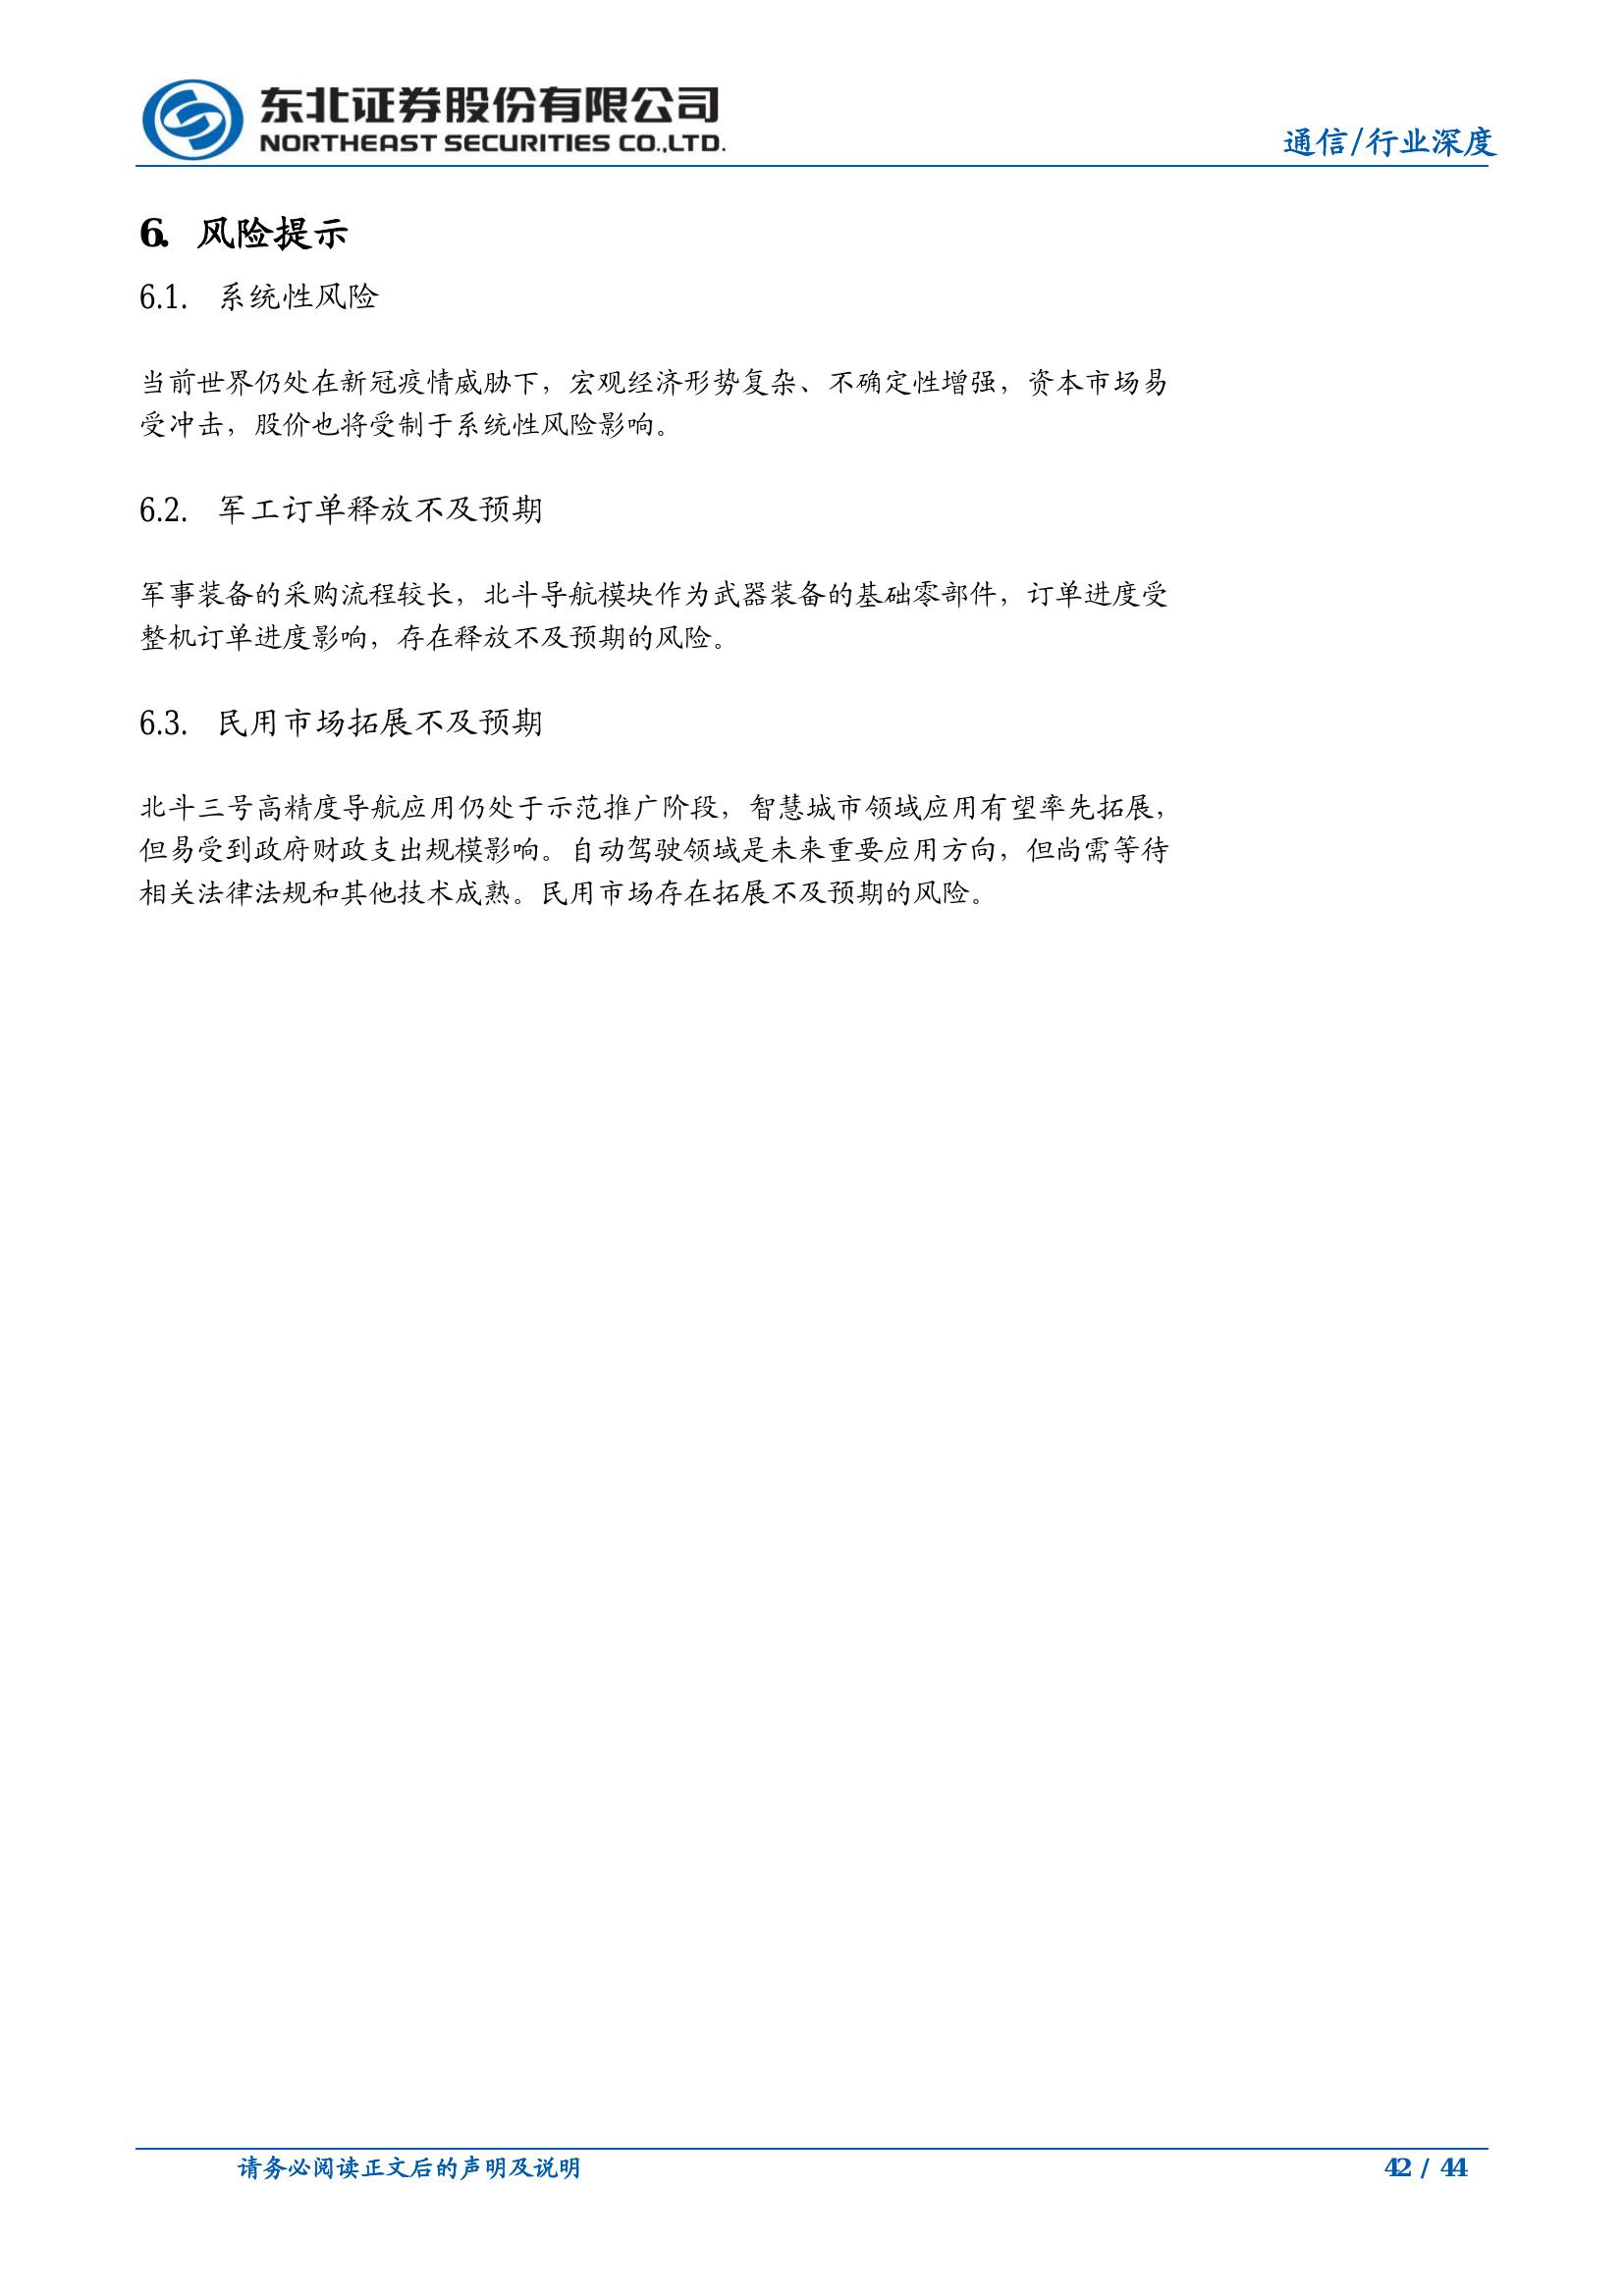 东北证券股份有限公司
NORTHEAST SECURITIES CO.,LTD.
通信/行业深度
6. 风险提示
6.1. 系统性风险
当前世界仍处在新冠疫情威胁下，宏观经济形势复杂、不确定性增强，资本市场易
受冲击，股价也将受制于系统性风险影响。
6.2. 军工订单释放不及预期
军事装备的采购流程较长，北斗导航模块作为武器装备的基础零部件，订单进度受
整机订单进度影响，存在释放不及预期的风险。
6.3. 民用市场拓展不及预期
北斗三号高精度导航应用仍处于示范推广阶段，智慧城市领域应用有望率先拓展，
但易受到政府财政支出规模影响。自动驾驶领域是未来重要应用方向，但尚需等待
相关法律法规和其他技术成熟。民用市场存在拓展不及预期的风险。
请务必阅读正文后的声明及说明
42 / 44